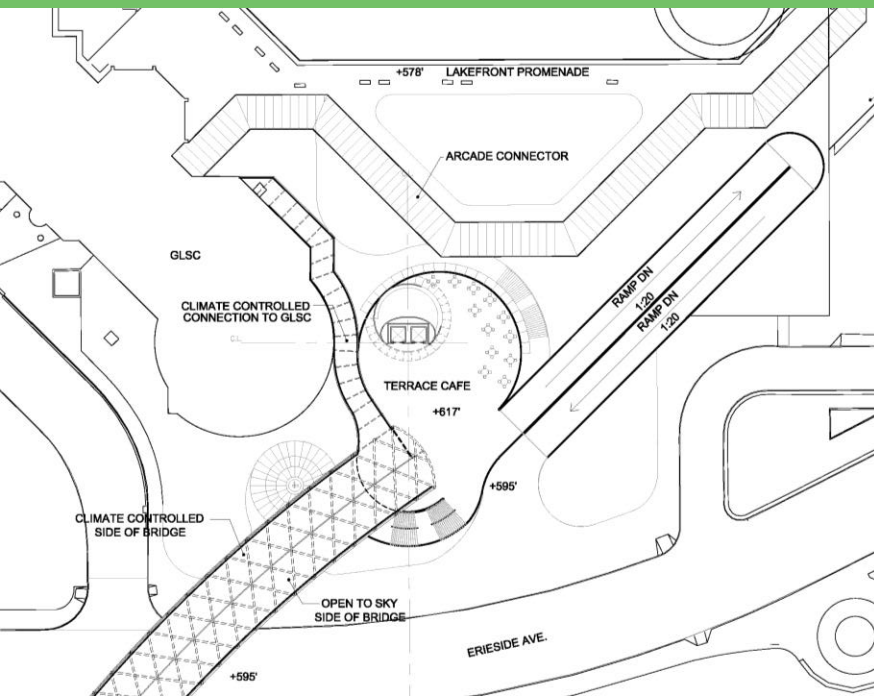 +578' LAKEFRONT PROMENADE
ARCADE CONNECTOR
GLSC
CLIMATE CONTROLLED
CONNECTION TO GLSC
RAMP DN
1:20
RAMP DN
1:20
TERRACE CAFE
+617'
+595'
CLIMATE CONTROLLED
SIDE OF BRIDGE
OPEN TO SKY
SIDE OF BRIDGE
ERIESIDE AVE.
+595'